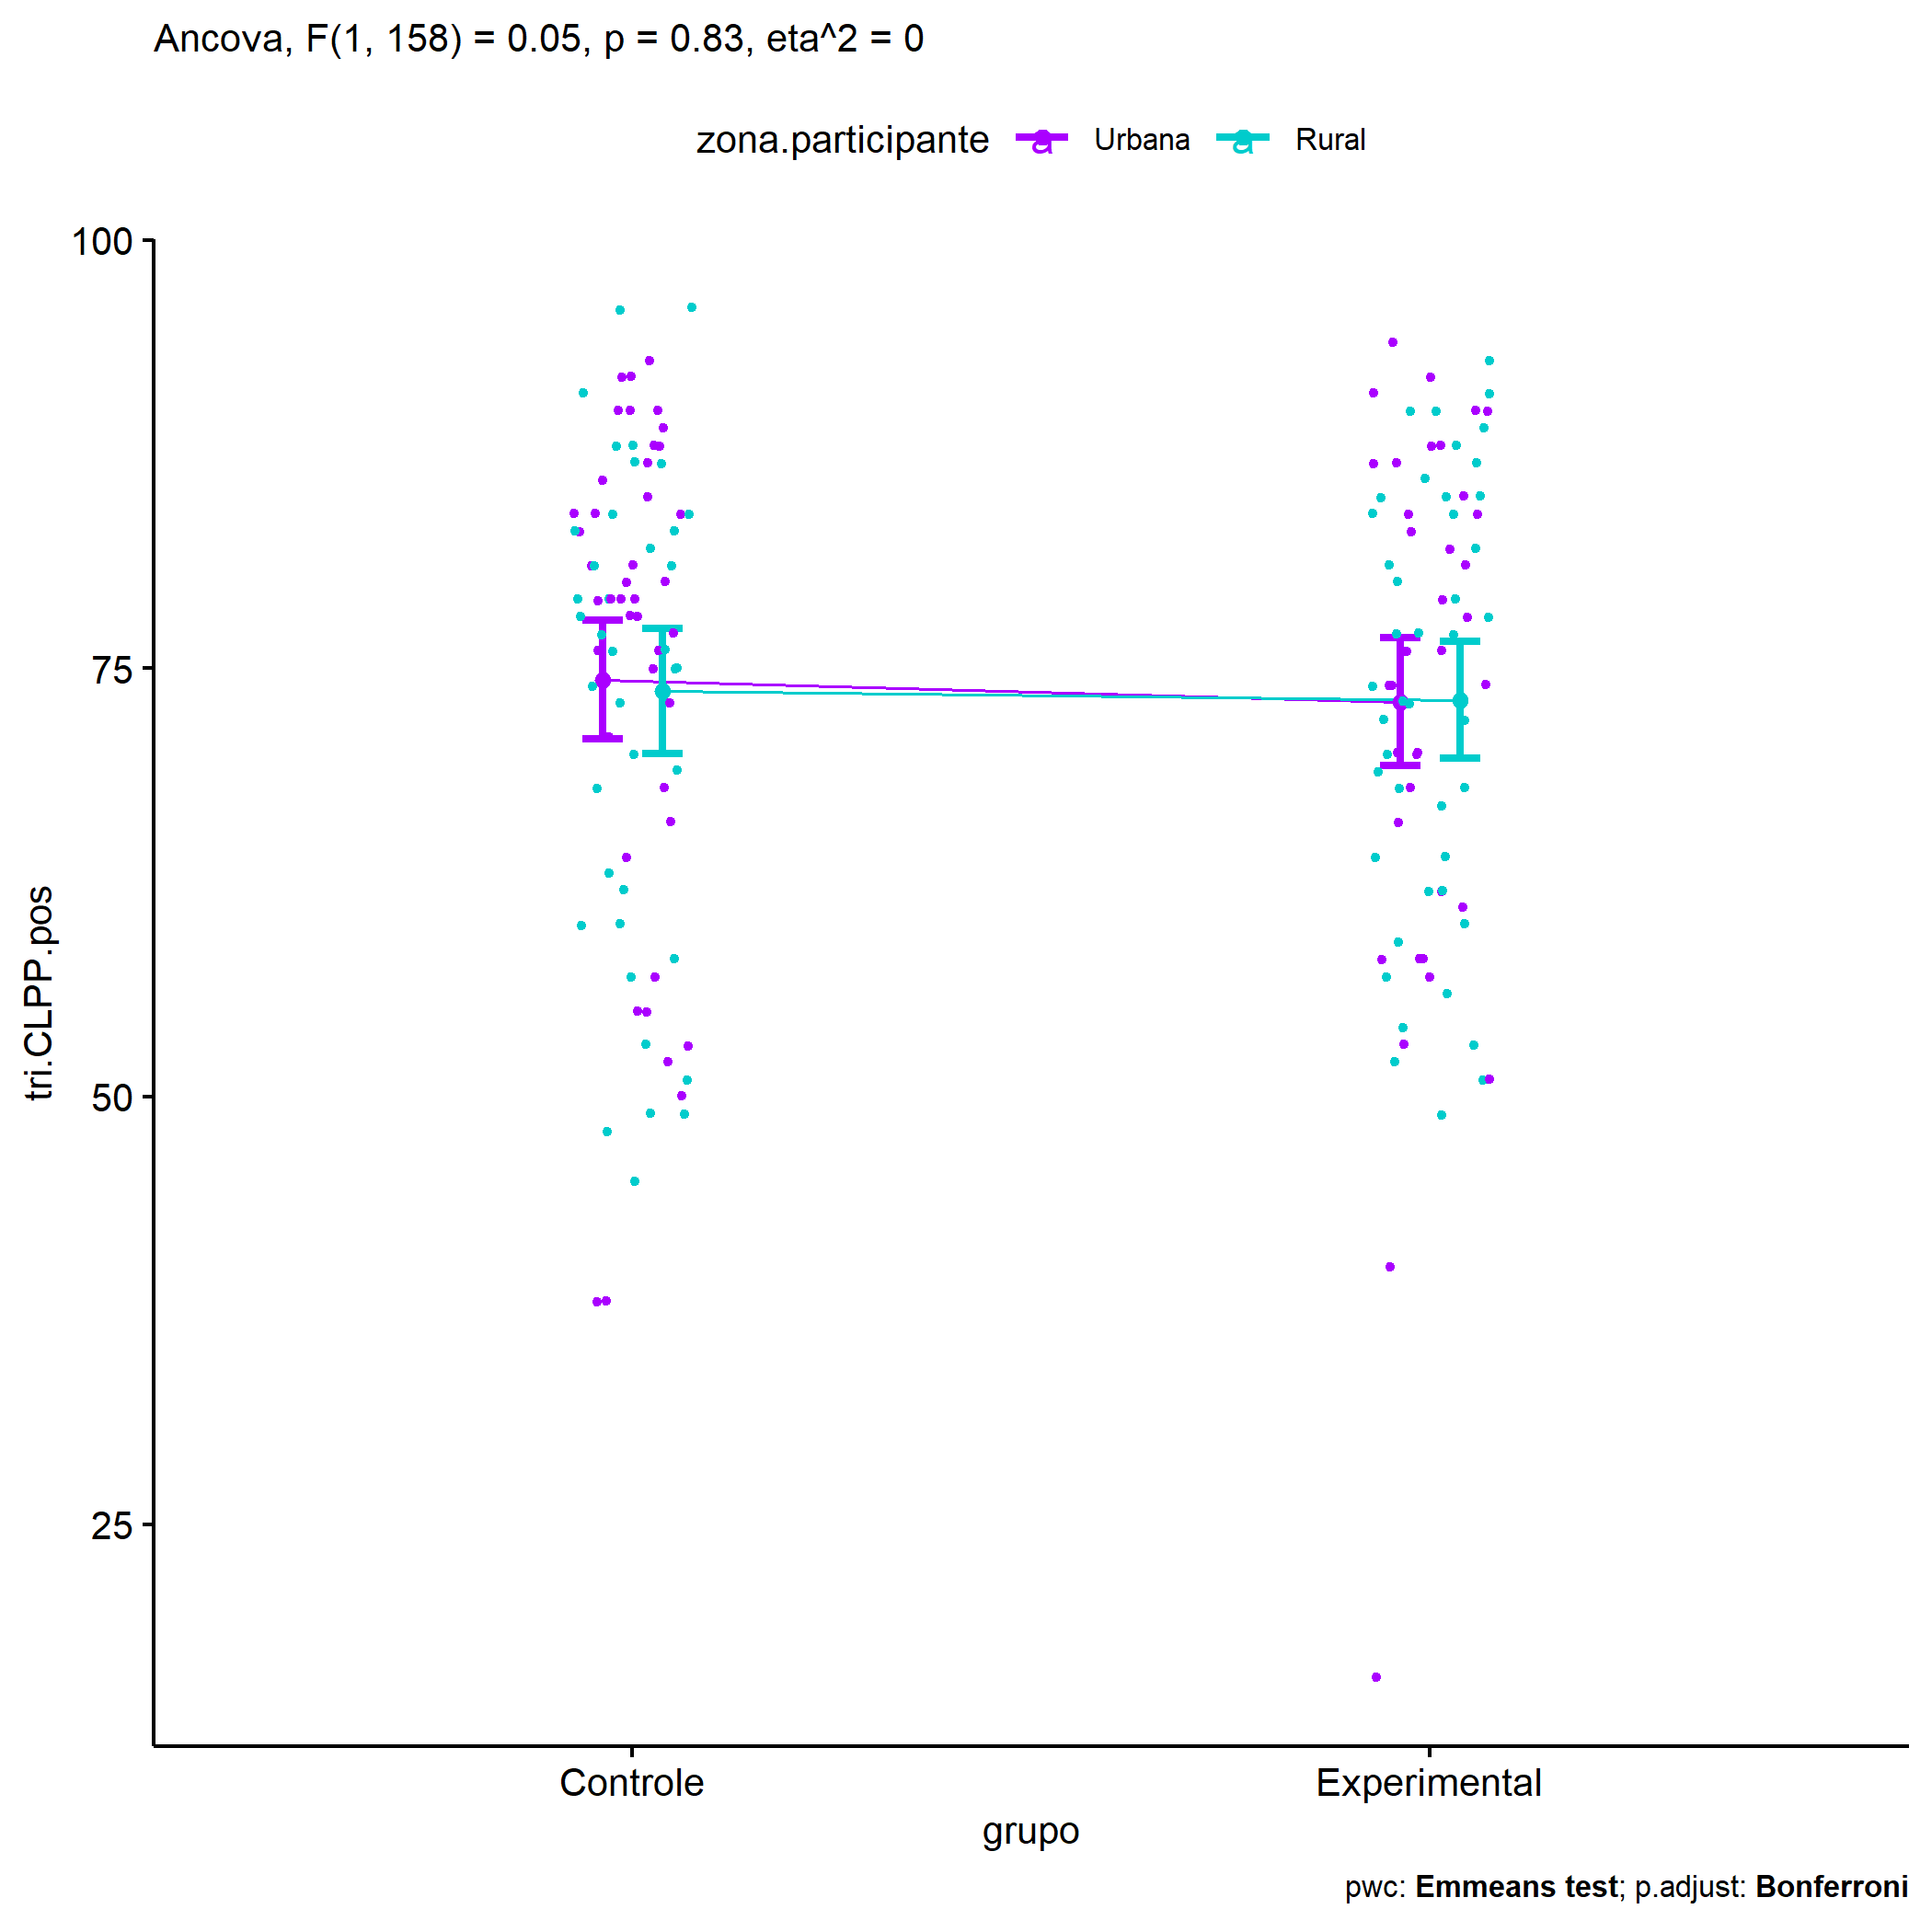 Ancova, F(1, 158) = 0.05, p = 0.83, eta^2 = 0
zona.participante a Urbana a Rural
100
75
50
25
tri.CLPP.pos
Controle Experimental
grupo
pwc: Emmeans test; p.adjust: Bonferroni